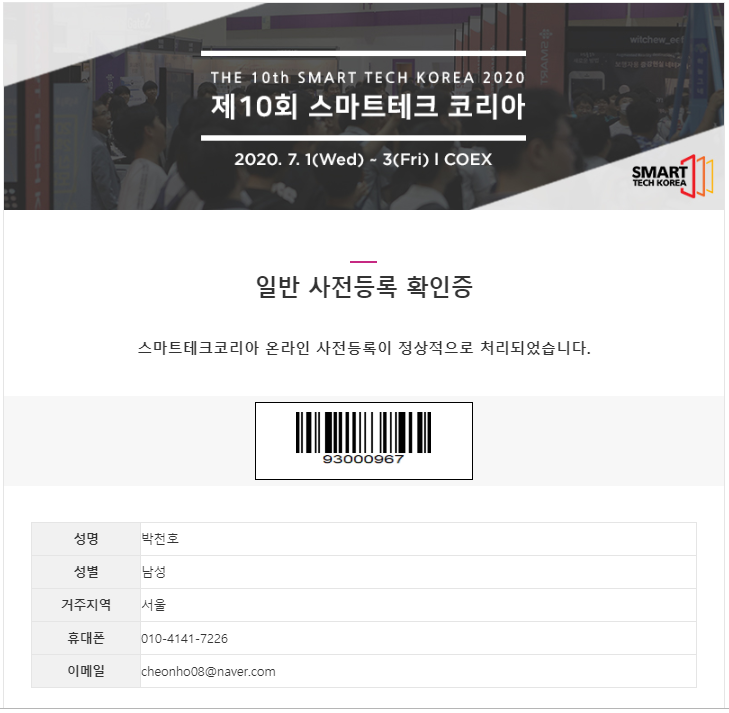 witchew_ee
THE 10th SMART TECH KOREA 2020
제10회 스마트테크 코리아
2020. 7. 1(Wed) ~ 3(Fri) l COEX
SMART
TECH KOREA
일반 사전등록 확인증
스마트테크코리아 온라인 사전등록이 정상적으로 처리되었습니다.
93000967
성명 박천호
성별 남성
거주지역 서울
휴대폰 010-4141-7226
이메일 cheonho08@naver.com